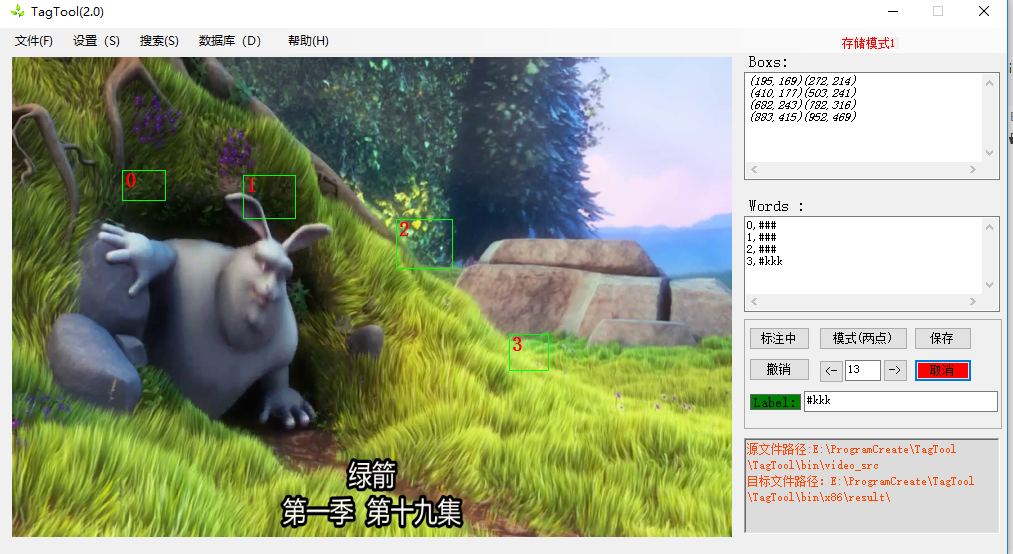 TagTool(2.0)
文件(F) 设置（S） 搜索(S) 数据库（D） 帮助(H)
存储模式1
Boxs:
(195,169)(272,214)
(410,177)(503,241)
(682,243)(782,316)
(883,415)(952,469)
0
1
2
3
Words :
0,###
1,###
2,###
3,#kkk
标注中 模式(两点) 保存
撤销 <- 13 -> 取消
Label: #kkk
源文件路径:E:\ProgramCreate\TagTool
\TagTool\bin\video_src
目标文件路径: E:\ProgramCreate\TagTool
\TagTool\bin\x86\result\
绿箭
第一季 第十九集